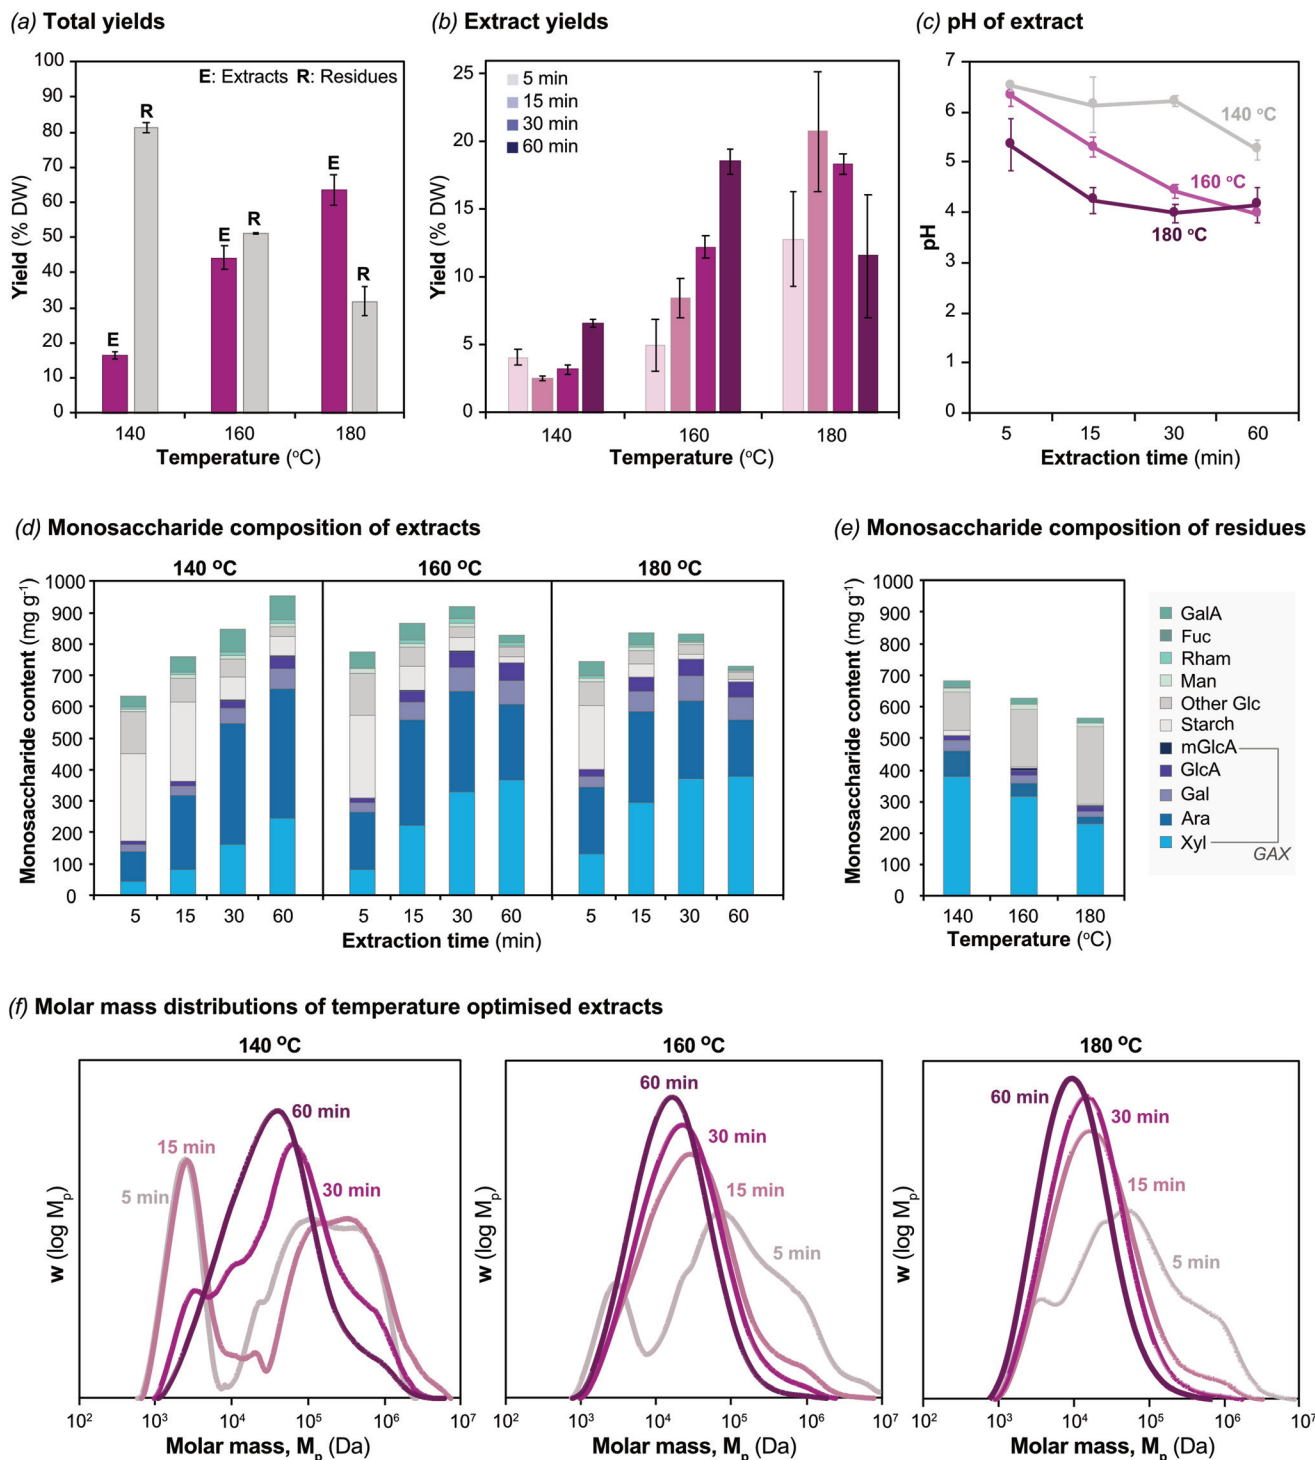 (a) Total yields
E: Extracts R: Residues
Yield (% DW)
100
90
80
70
60
50
40
30
20
10
0
E
R
E
R
E
R
140
160
180
Temperature (°C)
(b) Extract yields
5 min
15 min
30 min
60 min
Yield (% DW)
25
20
15
10
5
0
140
160
180
Temperature (°C)
(c) pH of extract
pH
7
6
5
4
3
2
1
0
140 °C
160 °C
180 °C
5
15
30
60
Extraction time (min)
(d) Monosaccharide composition of extracts
140 °C
160 °C
180 °C
Monosaccharide content (mg g⁻¹)
1000
900
800
700
600
500
400
300
200
100
0
5 15 30 60 5 15 30 60 5 15 30 60
Extraction time (min)
(e) Monosaccharide composition of residues
Monosaccharide content (mg g⁻¹)
1000
900
800
700
600
500
400
300
200
100
0
140 160 180
Temperature (°C)
GalA
Fuc
Rham
Man
Other Glc
Starch
mGlcA
GlcA
Gal
Ara
Xyl
GAX
(f) Molar mass distributions of temperature optimised extracts
140 °C
w (log Mₚ)
60 min
15 min
5 min
30 min
10² 10³ 10⁴ 10⁵ 10⁶ 10⁷
Molar mass, Mₚ (Da)
160 °C
w (log Mₚ)
60 min
30 min
15 min
5 min
10² 10³ 10⁴ 10⁵ 10⁶ 10⁷
Molar mass, Mₚ (Da)
180 °C
w (log Mₚ)
60 min
30 min
15 min
5 min
10² 10³ 10⁴ 10⁵ 10⁶ 10⁷
Molar mass, Mₚ (Da)